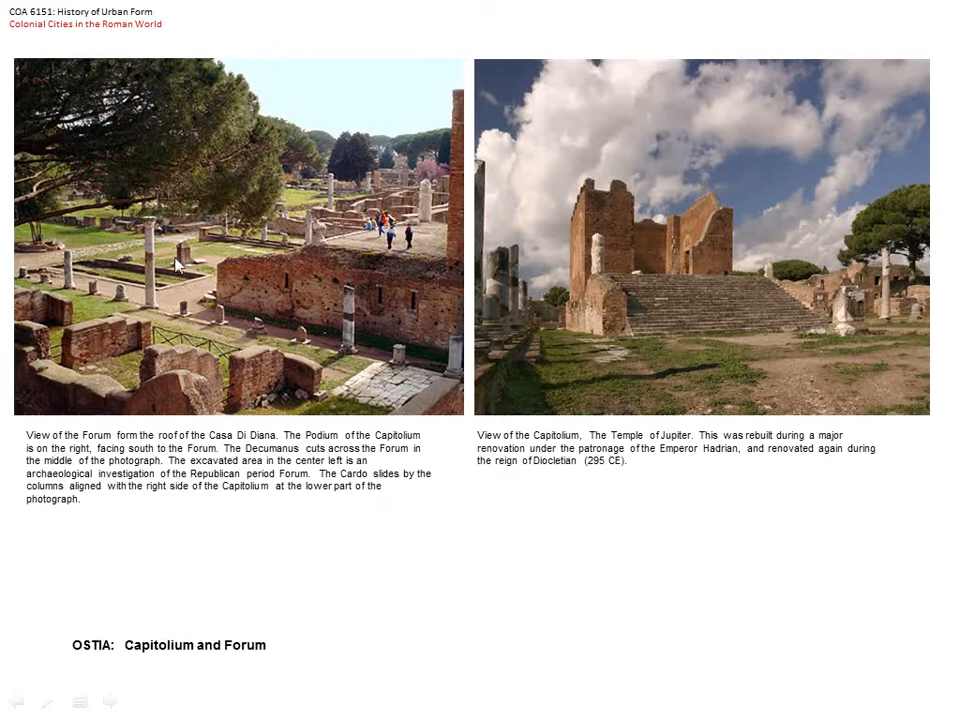 COA 6151: History of Urban Form
Colonial Cities in the Roman World
View of the Forum form the roof of the Casa Di Diana. The Podium of the Capitolium
is on the right, facing south to the Forum. The Decumanus cuts across the Forum in
the middle of the photograph. The excavated area in the center left is an
archaeological investigation of the Republican period Forum. The Cardo slides by the
columns aligned with the right side of the Capitolium at the lower part of the
photograph.
View of the Capitolium, The Temple of Jupiter. This was rebuilt during a major
renovation under the patronage of the Emperor Hadrian, and renovated again during
the reign of Diocletian (295 CE).
OSTIA: Capitolium and Forum